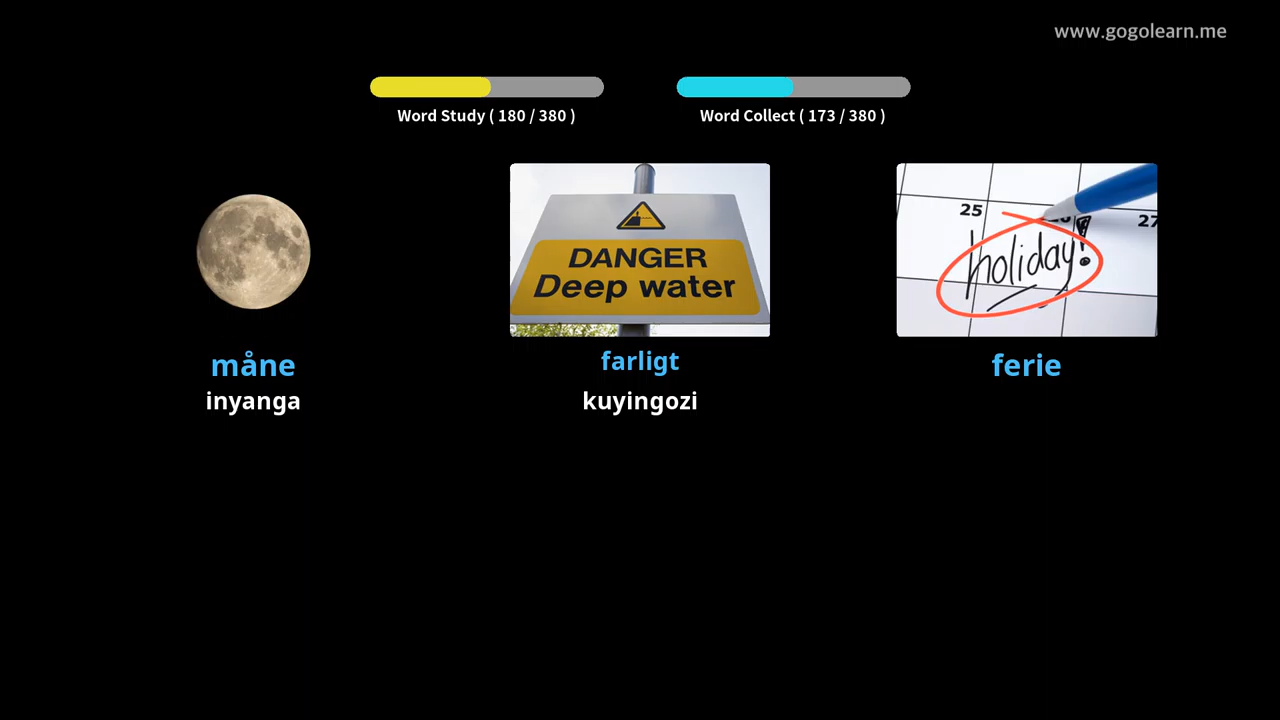 www.gogolearn.me
Word Study ( 180 / 380 )
Word Collect ( 173 / 380 )
DANGER
Deep water
25
27
holiday!
måne
farligt
ferie
inyanga
kuyingozi